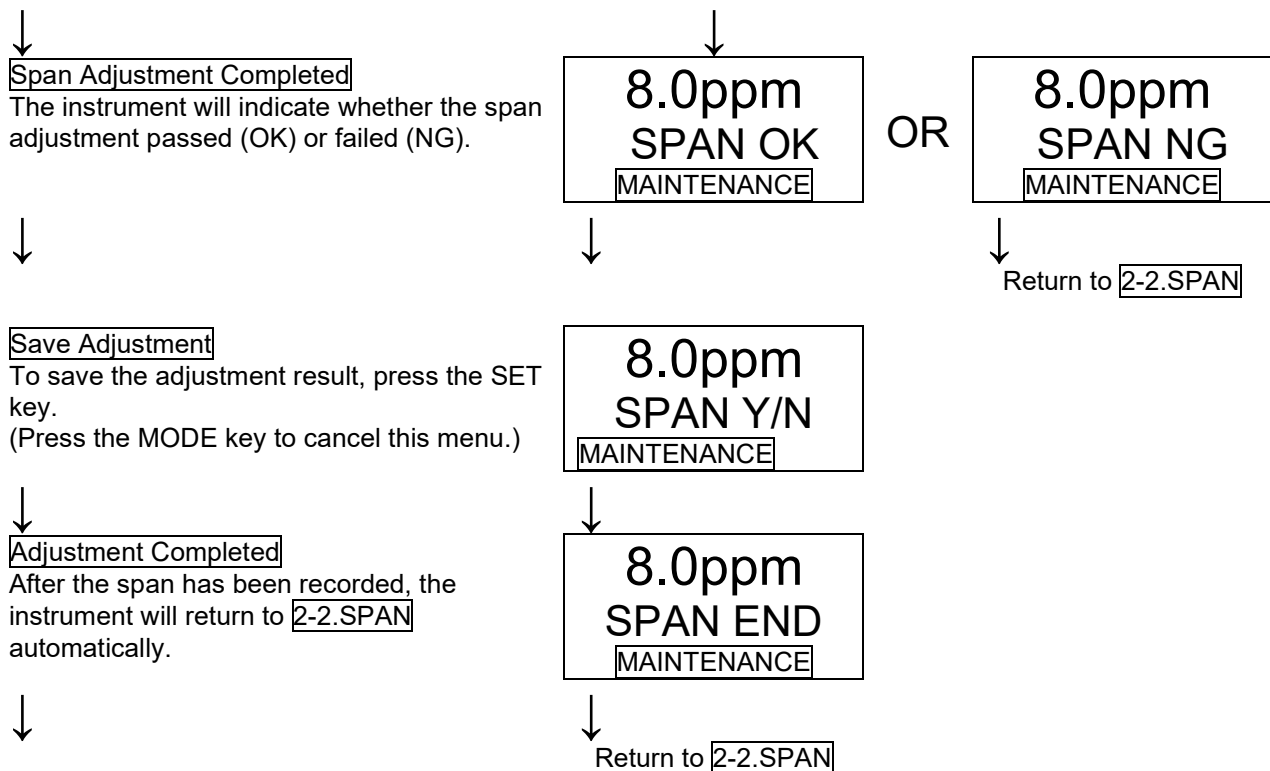 ↓
↓
Span Adjustment Completed
The instrument will indicate whether the span
adjustment passed (OK) or failed (NG).
8.0ppm
SPAN OK
MAINTENANCE
OR
8.0ppm
SPAN NG
MAINTENANCE
↓
↓
↓
Return to 2-2.SPAN
Save Adjustment
To save the adjustment result, press the SET
key.
(Press the MODE key to cancel this menu.)
8.0ppm
SPAN Y/N
MAINTENANCE
↓
↓
Adjustment Completed
After the span has been recorded, the
instrument will return to 2-2.SPAN
automatically.
8.0ppm
SPAN END
MAINTENANCE
↓
↓
Return to 2-2.SPAN